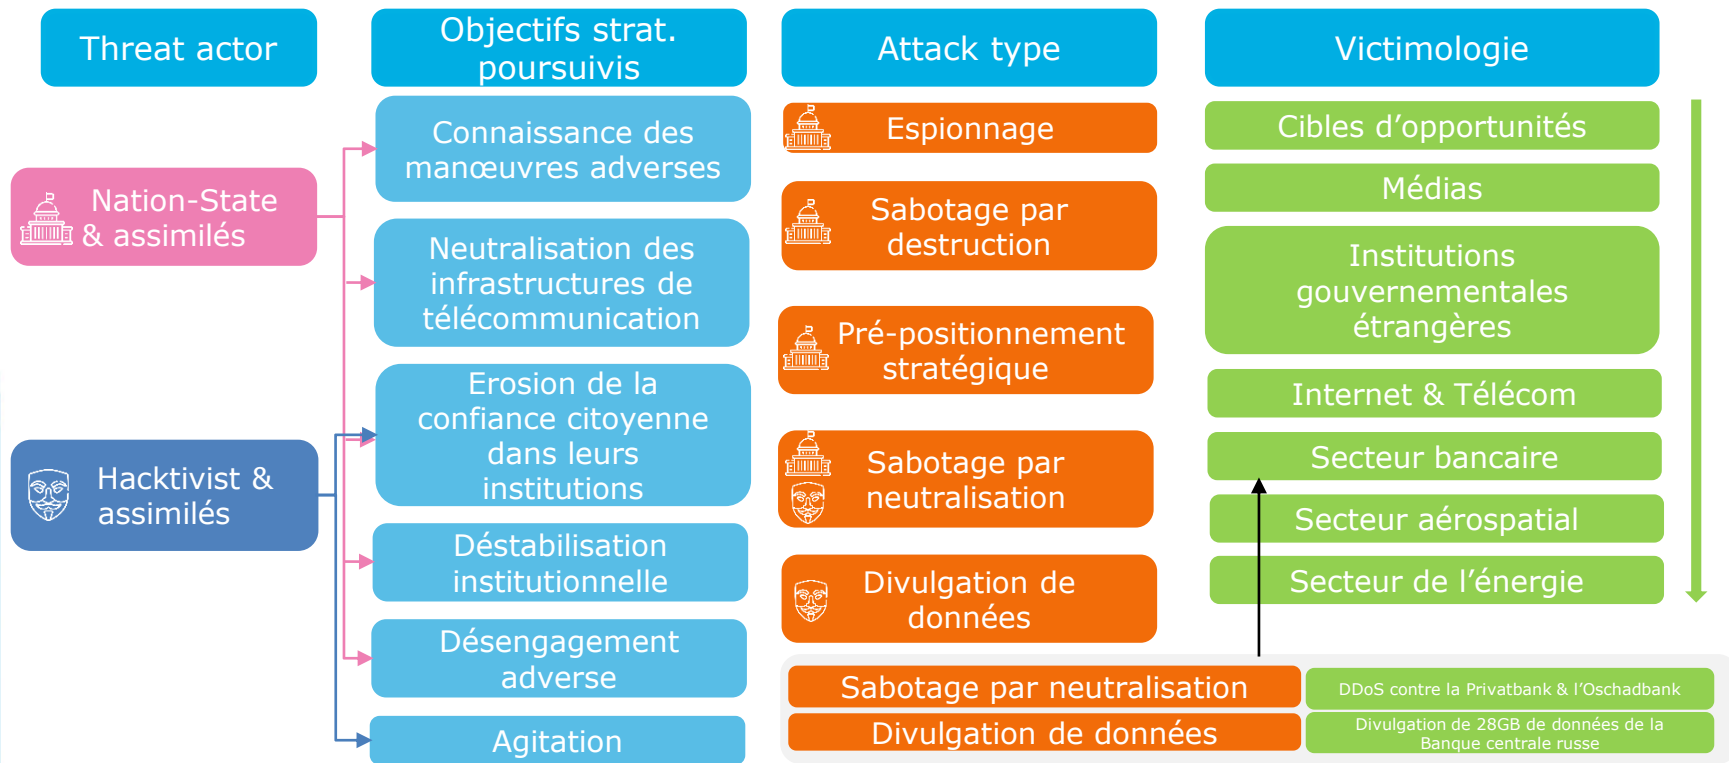 Threat actor
Objectifs strat.
poursuivis
Attack type
Victimologie
Nation-State
& assimilés
Hacktivist &
assimilés
Connaissance des
manœuvres adverses
Neutralisation des
infrastructures de
télécommunication
Erosion de la
confiance citoyenne
dans leurs
institutions
Déstabilisation
institutionnelle
Désengagement
adverse
Agitation
Espionnage
Sabotage par
destruction
Pré-positionnement
stratégique
Sabotage par
neutralisation
Divulgation de
données
Cibles d’opportunités
Médias
Institutions
gouvernementales
étrangères
Internet & Télécom
Secteur bancaire
Secteur aérospatial
Secteur de l’énergie
Sabotage par neutralisation
DDoS contre la Privatbank & l’Oschadbank
Divulgation de données
Divulgation de 28GB de données de la
Banque centrale russe